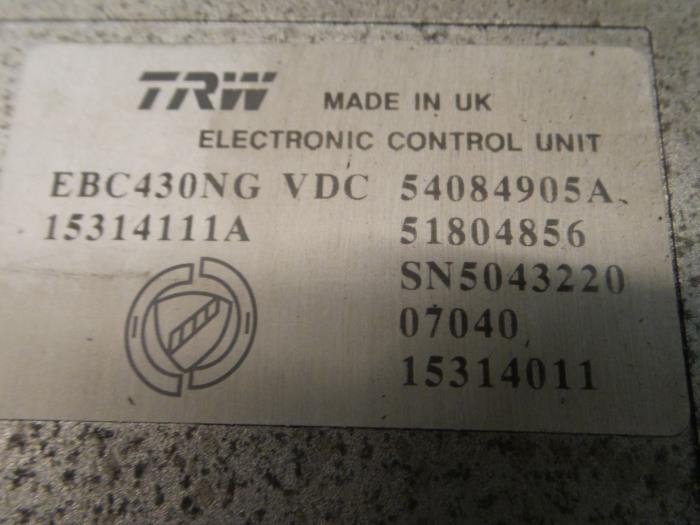 TRW MADE IN UK
ELECTRONIC CONTROL UNIT
EBC430NG VDC 54084905A
15314111A 51804856
SN5043220
07040
15314011